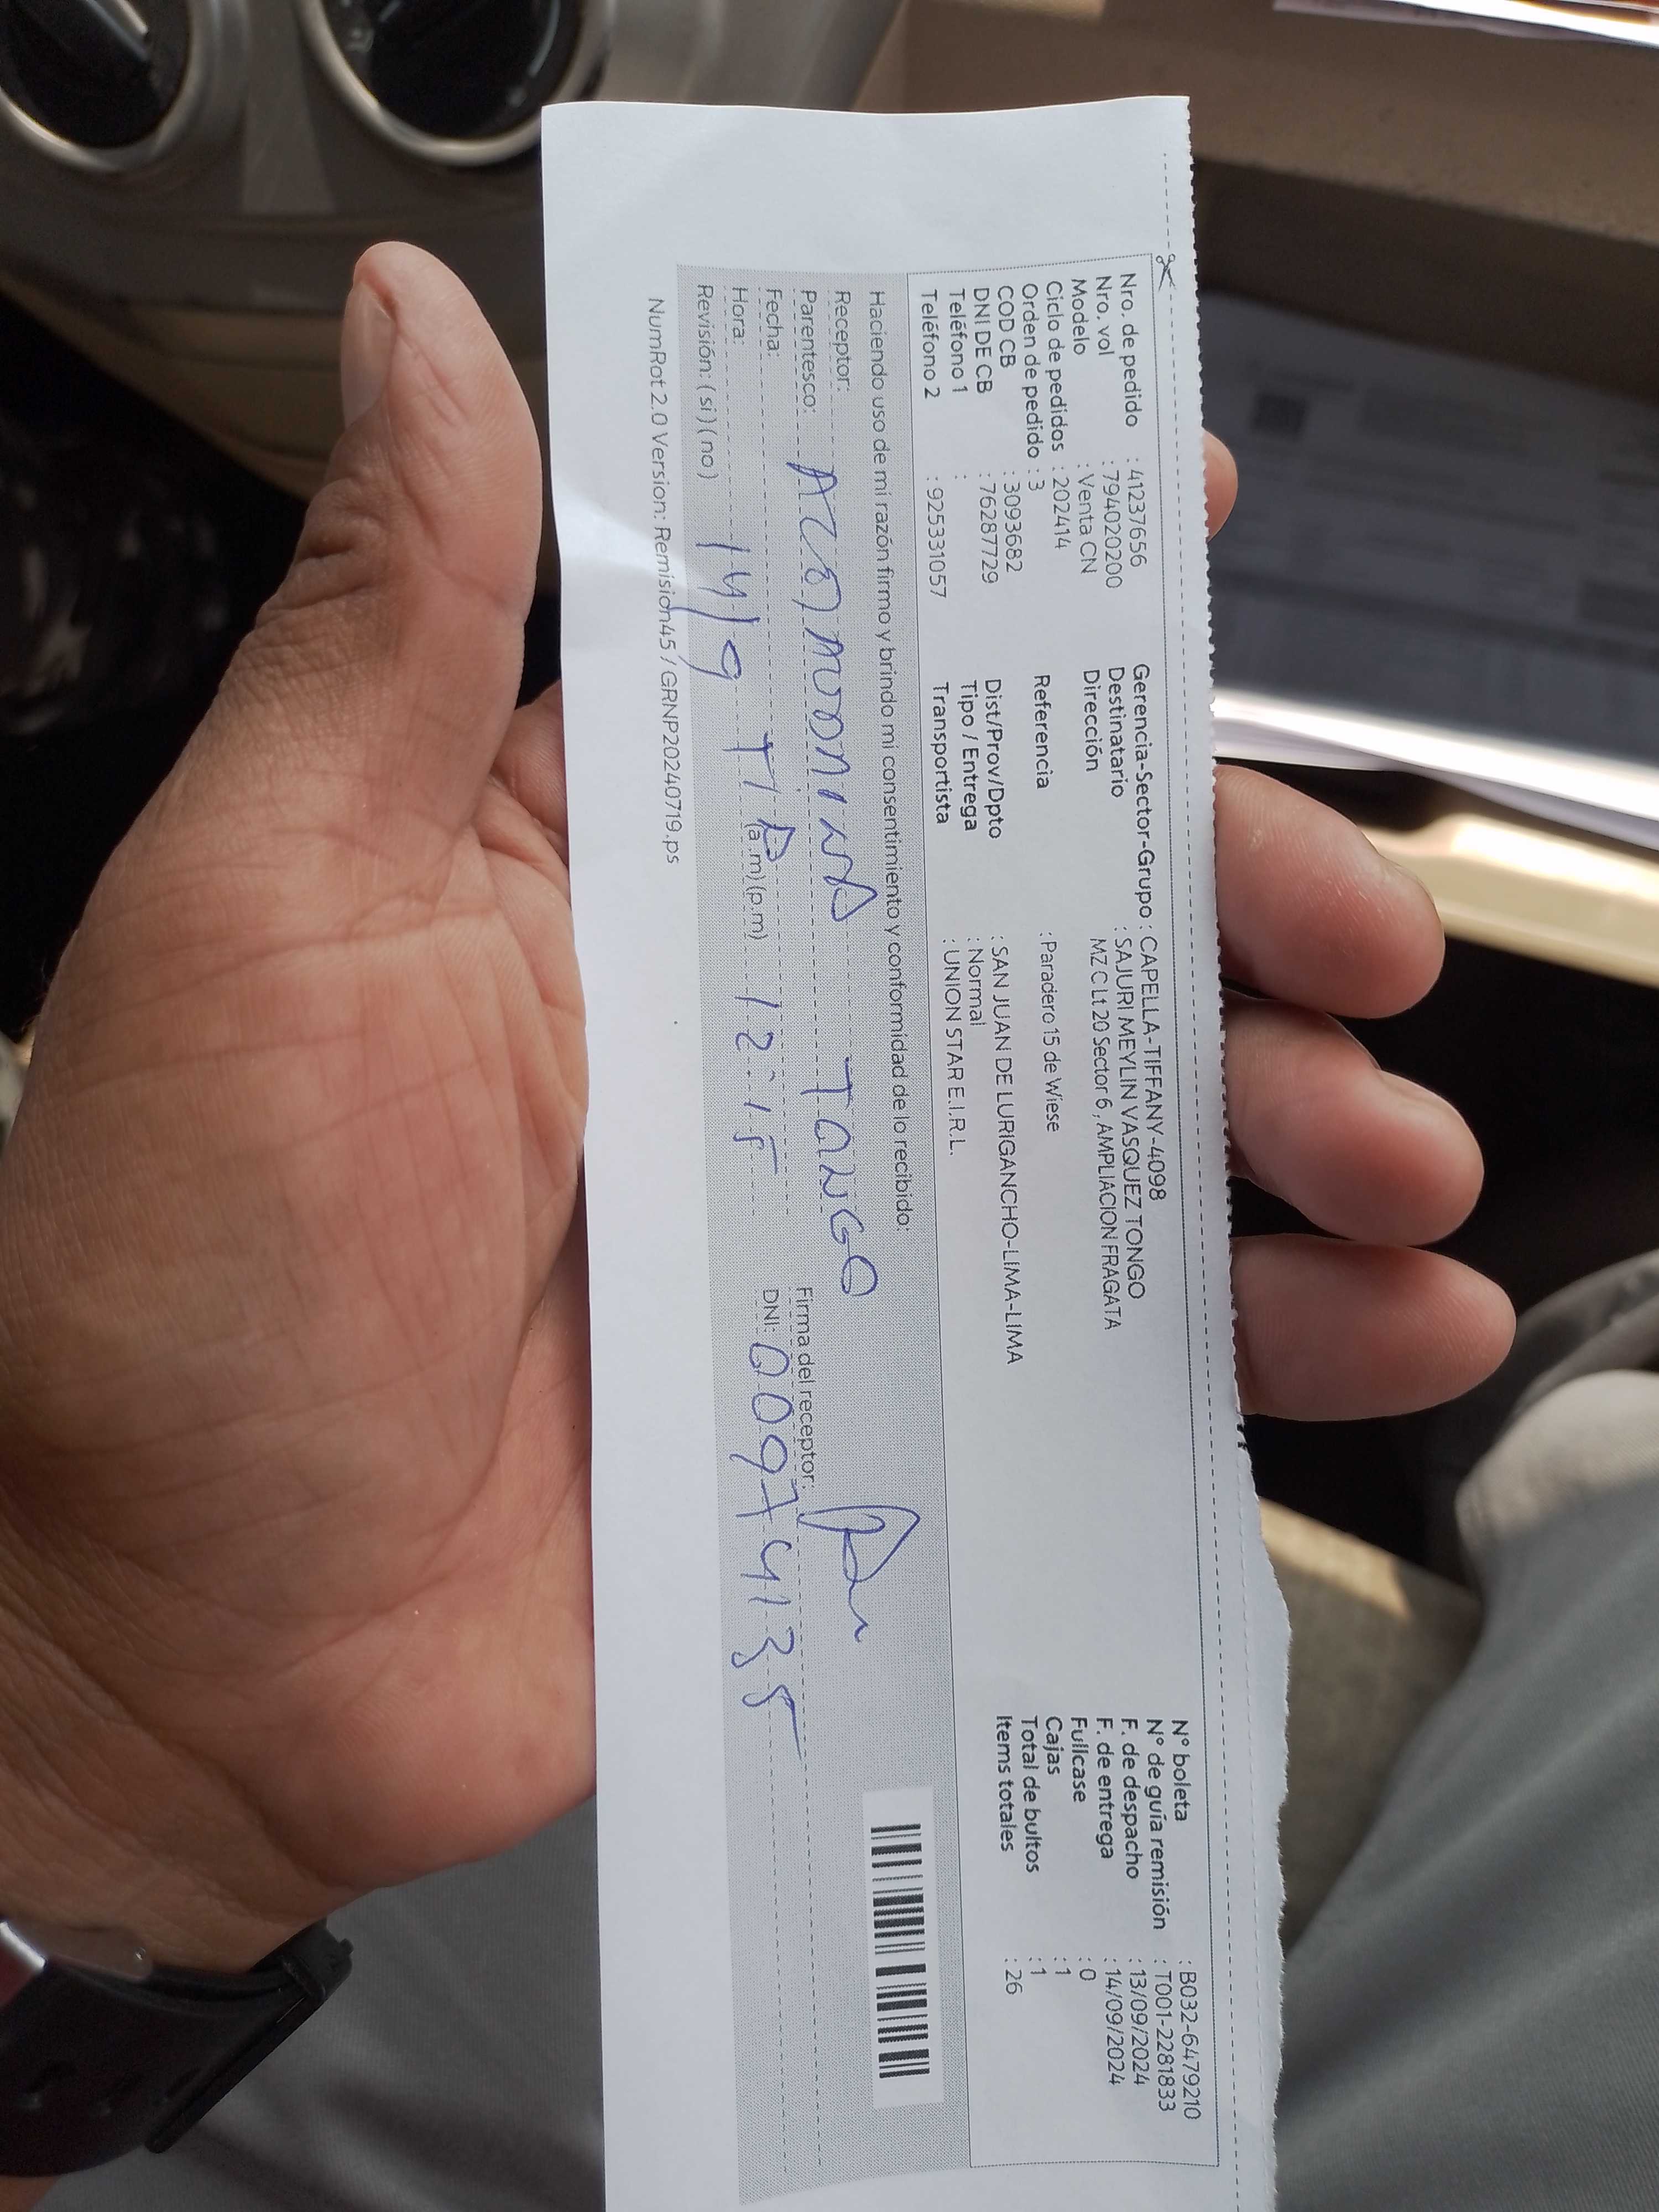 Nro. de pedido : 41237656
Nro. vol : 794020200
Modelo : Venta CN
Ciclo de pedidos : 202414
Orden de pedido : 3
COD CB : 3093682
DNI DE CB : 76287729
Teléfono 1 :
Teléfono 2 : 925331057
Gerencia-Sector-Grupo : CAPELLA-TIFFANY-4098
Destinatario : SAJURI MEYLIN VASQUEZ TONGO
Dirección MZ C Lt 20 Sector 6 , AMPLIACION FRAGATA
Referencia : Paradero 15 de Wiese
Dist/Prov/Dpto : SAN JUAN DE LURIGANCHO-LIMA-LIMA
Tipo / Entrega : Normal
Transportista : UNION STAR E.I.R.L.
N° boleta : B032-6479210
N° de guía remisión : T001-2281833
F. de despacho : 13/09/2024
F. de entrega : 14/09/2024
Fullcase : 0
Cajas : 1
Total de bultos : 1
Items totales : 26
Haciendo uso de mi razón firmo y brindo mi consentimiento y conformidad de lo recibido:
Receptor: TONGO
Parentesco: TIA
Fecha: 14/9
Hora: (a.m) (p.m) 12:15
Revisión: ( si ) ( no )
Firma del receptor:
DNI: 00974135
NumRot 2.0 Version: Remision45 / GRNP20240719.ps